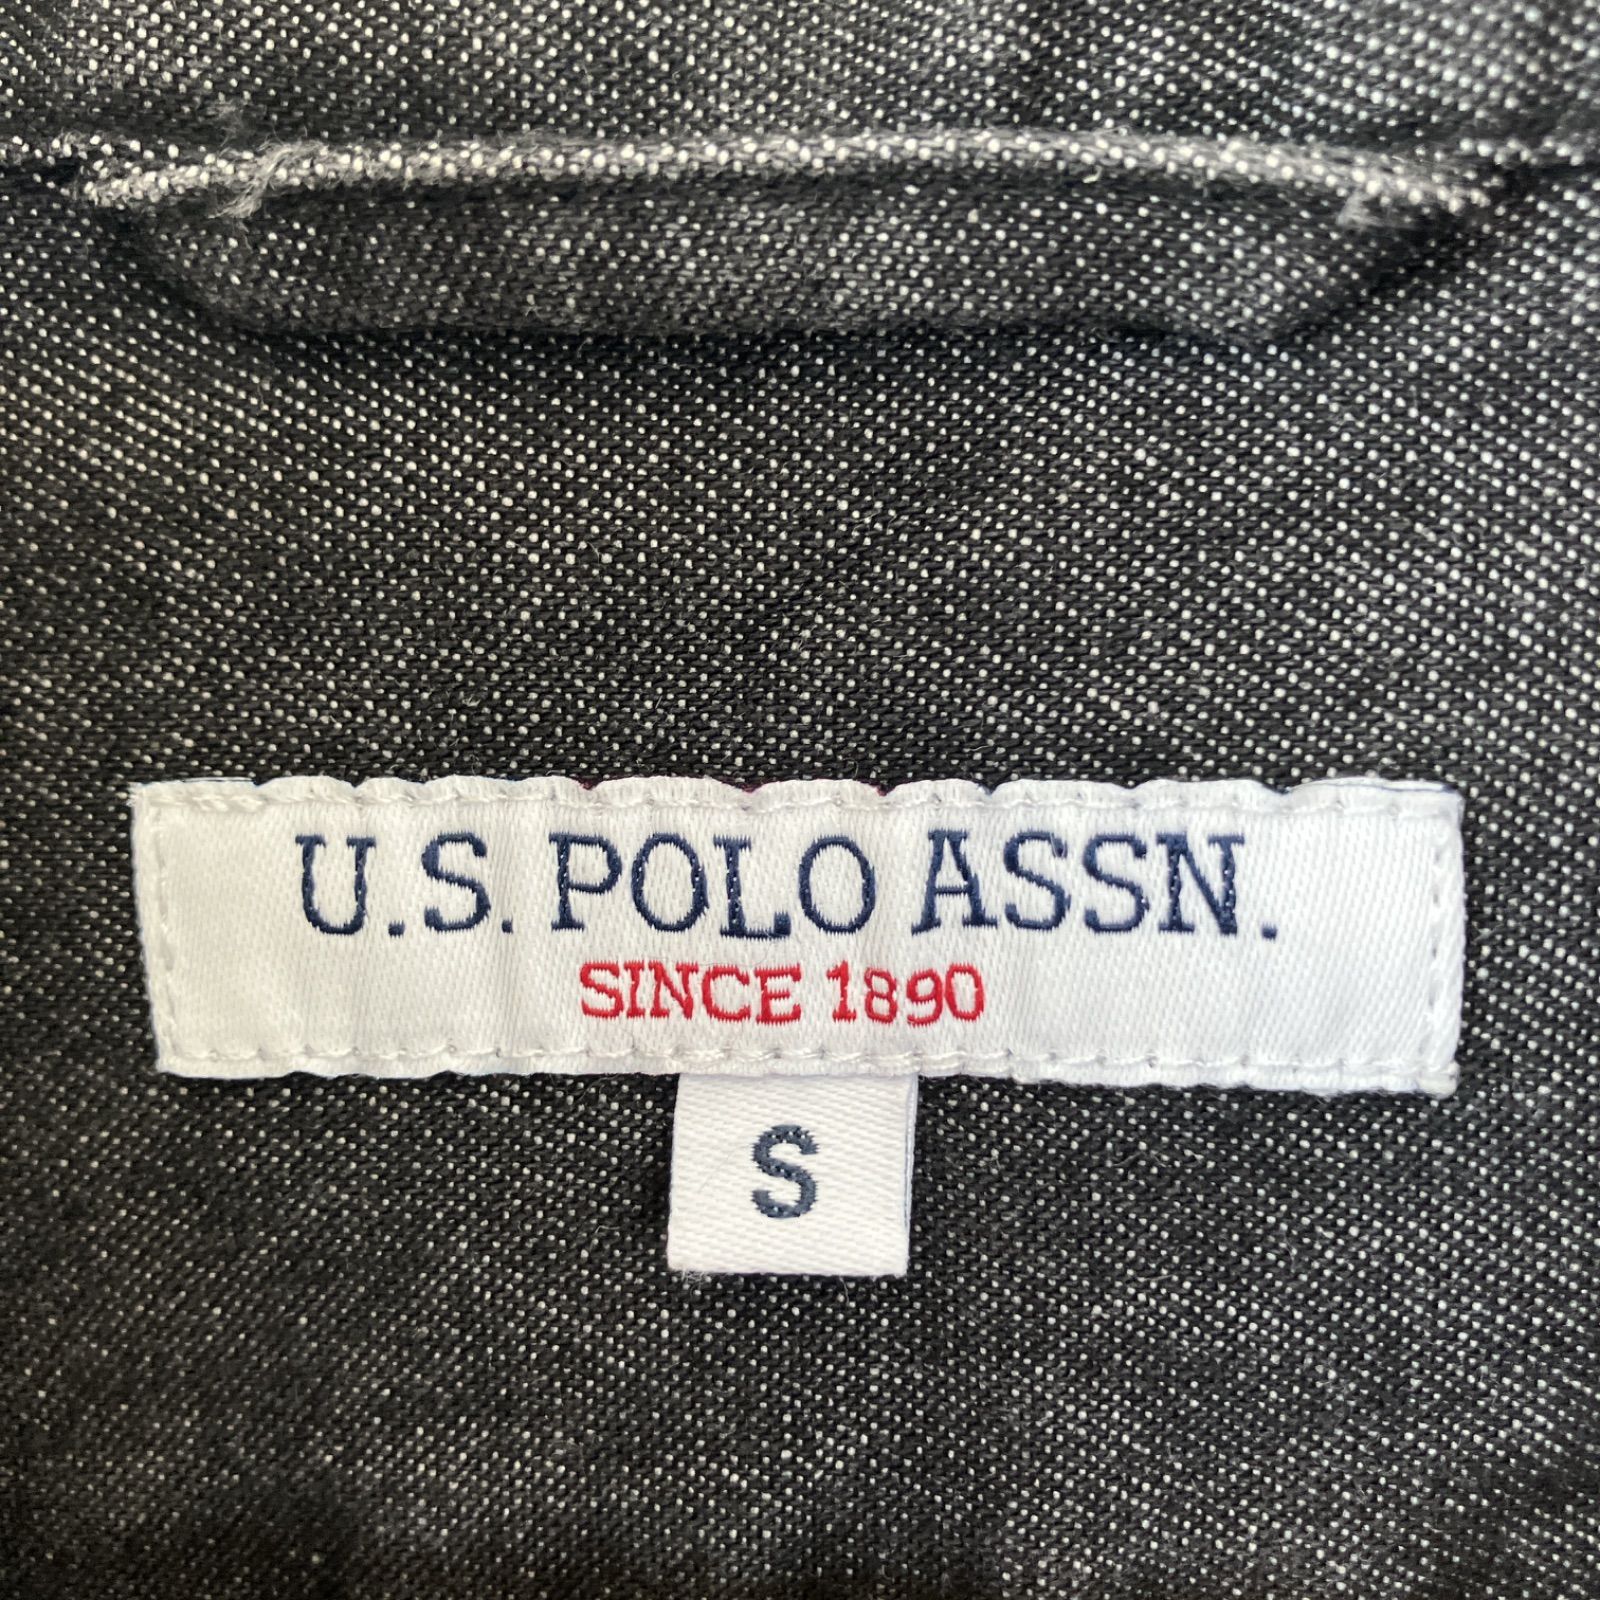 U.S. POLO ASSN.
SINCE 1890
S